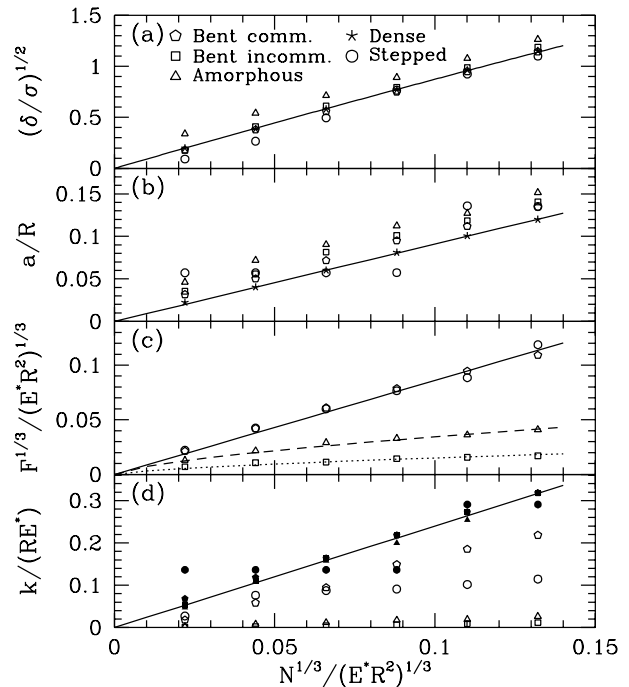 (a)
Bent comm.
Dense
Bent incomm.
Stepped
Amorphous
(δ/σ)^{1/2}
1.5
1
0.5
0
(b)
a/R
0.15
0.1
0.05
0
(c)
F^{1/3}/(E^*R^2)^{1/3}
0.1
0.05
0
(d)
k/(RE^*)
0.3
0.2
0.1
0
0
0.05
0.1
0.15
N^{1/3}/(E^*R^2)^{1/3}